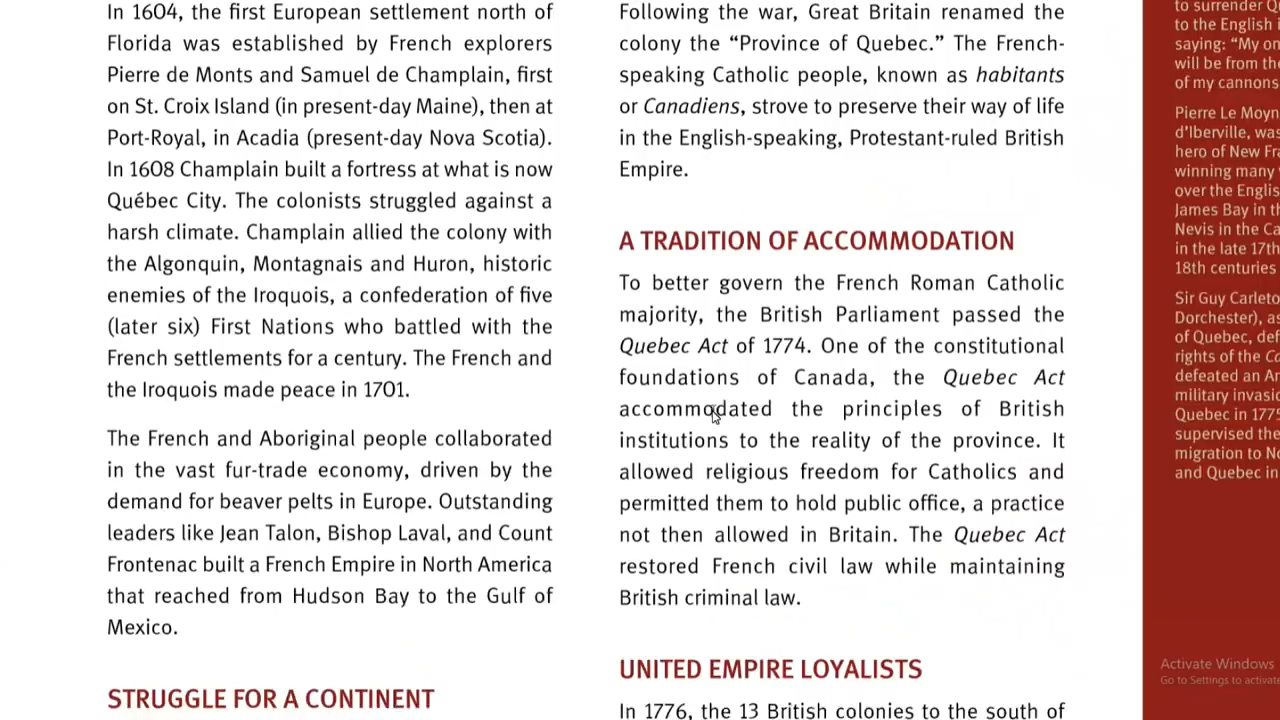 In 1604, the first European settlement north of
Florida was established by French explorers
Pierre de Monts and Samuel de Champlain, first
on St. Croix Island (in present-day Maine), then at
Port-Royal, in Acadia (present-day Nova Scotia).
In 1608 Champlain built a fortress at what is now
Québec City. The colonists struggled against a
harsh climate. Champlain allied the colony with
the Algonquin, Montagnais and Huron, historic
enemies of the Iroquois, a confederation of five
(later six) First Nations who battled with the
French settlements for a century. The French and
the Iroquois made peace in 1701.
The French and Aboriginal people collaborated
in the vast fur-trade economy, driven by the
demand for beaver pelts in Europe. Outstanding
leaders like Jean Talon, Bishop Laval, and Count
Frontenac built a French Empire in North America
that reached from Hudson Bay to the Gulf of
Mexico.
STRUGGLE FOR A CONTINENT
Following the war, Great Britain renamed the
colony the “Province of Quebec.” The French-
speaking Catholic people, known as habitants
or Canadiens, strove to preserve their way of life
in the English-speaking, Protestant-ruled British
Empire.
A TRADITION OF ACCOMMODATION
To better govern the French Roman Catholic
majority, the British Parliament passed the
Quebec Act of 1774. One of the constitutional
foundations of Canada, the Quebec Act
accommodated the principles of British
institutions to the reality of the province. It
allowed religious freedom for Catholics and
permitted them to hold public office, a practice
not then allowed in Britain. The Quebec Act
restored French civil law while maintaining
British criminal law.
UNITED EMPIRE LOYALISTS
In 1776, the 13 British colonies to the south of
to surrender
to the English
saying: “My
will be from
of my cannons
Pierre Le
d’Iberville, was
hero of New
winning many
over the
James Bay in
Nevis in the
in the late 17th
18th centuries
Sir Guy
Dorchester), as
of Quebec,
rights of the
defeated an
military
Quebec in
supervised the
migration to
and Quebec in
Activate Windows
Go to Settings to